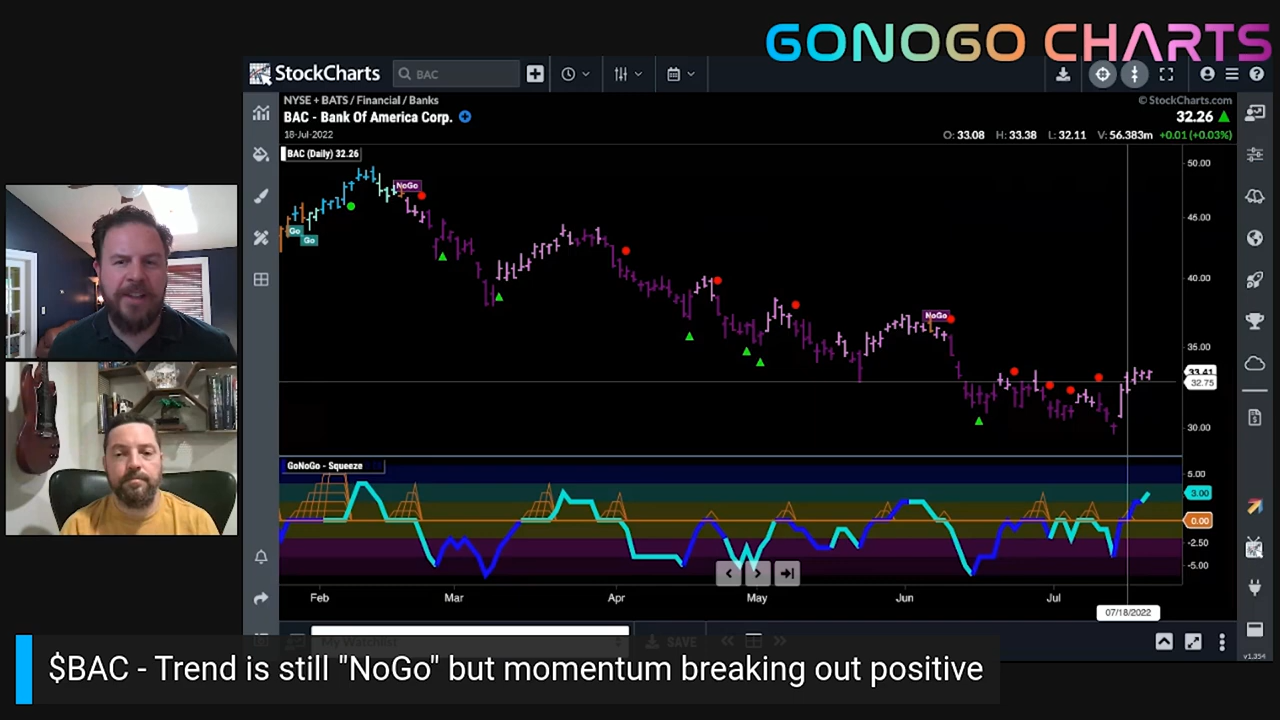 GONOGO CHARTS
StockCharts
BAC
NYSE + BATS / Financial / Banks
© StockCharts.com
BAC - Bank Of America Corp.
32.26
18-Jul-2022
O: 33.08 H: 33.38 L: 32.11 V: 56.383m +0.01 (+0.03%)
BAC (Daily) 32.26
50.00
NoGo
45.00
Go
Go
40.00
NoGo
35.00
33.41
32.75
30.00
GoNoGo - Squeeze
5.00
3.00
0.00
-2.50
-5.00
Feb Mar Apr May Jun Jul
07/18/2022
SAVE
v1.354
$BAC - Trend is still "NoGo" but momentum breaking out positive